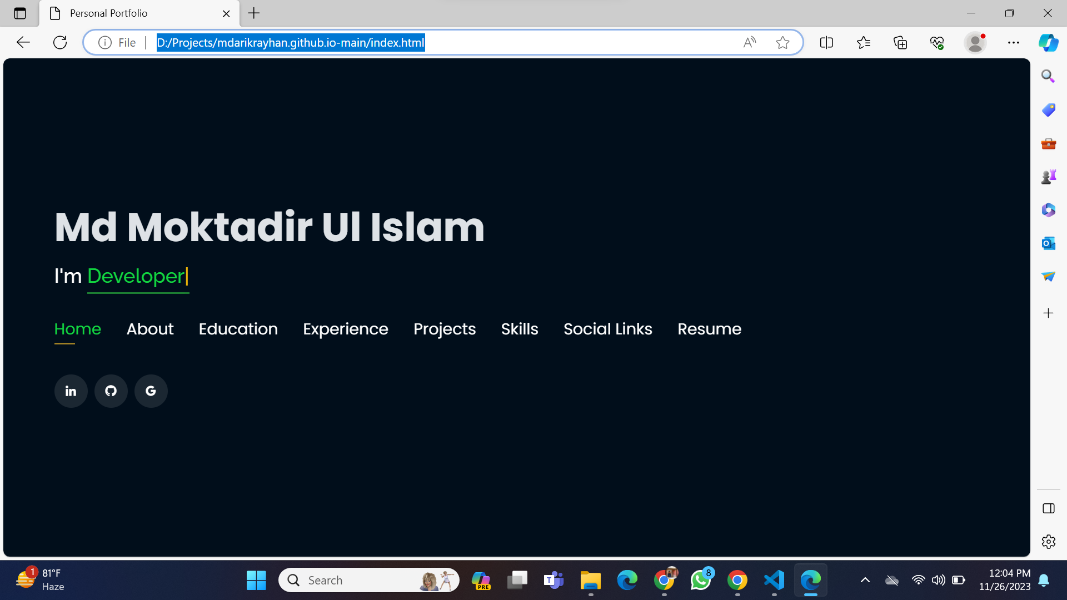 Personal Portfolio
File
D:/Projects/mdarikrayhan.github.io-main/index.html
Md Moktadir Ul Islam
I'm Developer
Home About Education Experience Projects Skills Social Links Resume
in G
1 81°F
Haze
Search
PRE
8
12:04 PM
11/26/2023